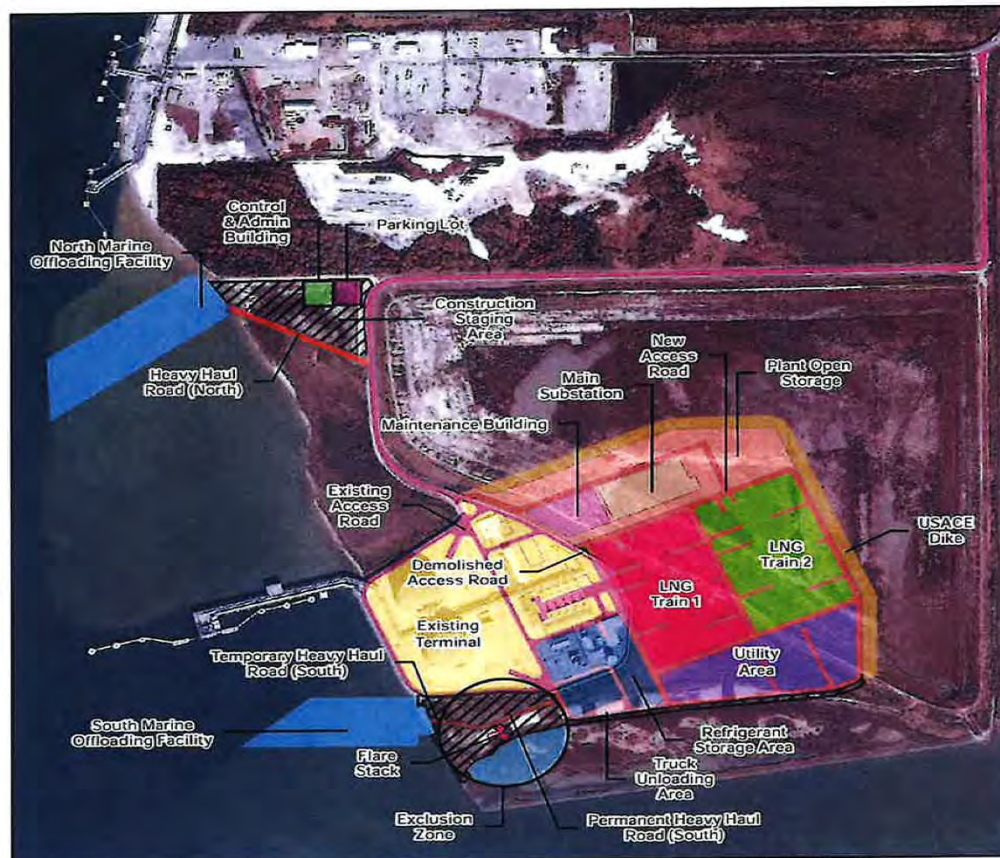 Control
& Admin
Building
Parking Lot
North Marine
Offloading Facility
Construction
Staging
Area
Heavy Haul
Road (North)
New
Access
Road
Plant Open
Storage
Main
Substation
Maintenance Building
Existing
Access
Road
USACE
Dike
Demolished
Access Road
LNG
Train 2
LNG
Train 1
Existing
Terminal
Utility
Area
Temporary Heavy Haul
Road (South)
South Marine
Offloading Facility
Flare
Stack
Refrigerant
Storage Area
Truck
Unloading
Area
Exclusion
Zone
Permanent Heavy Haul
Road (South)